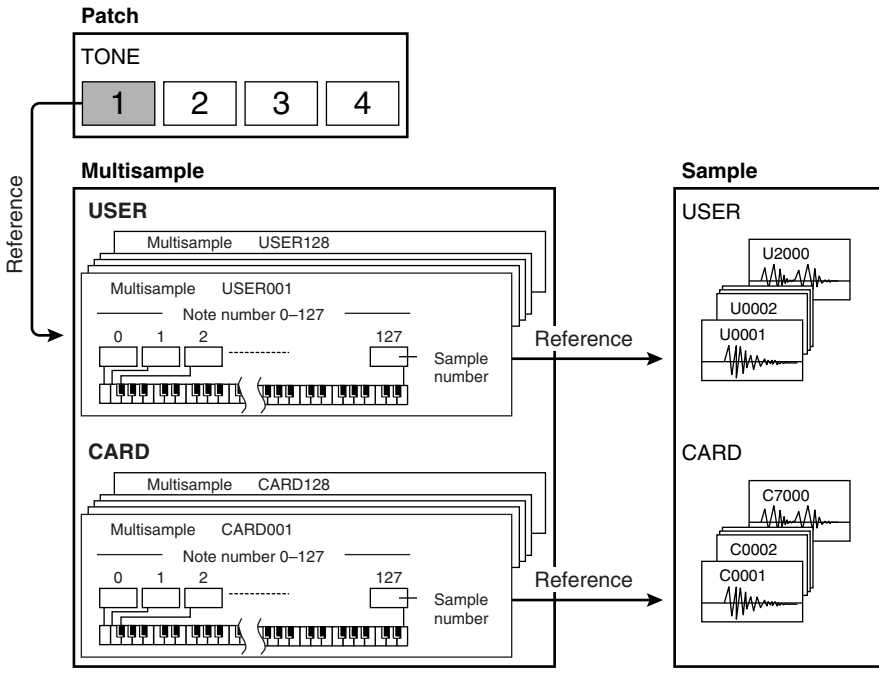 Patch
TONE
1 2 3 4
Reference
Multisample
USER
Multisample USER128
Multisample USER001
Note number 0–127
0 1 2 127
Sample
number
Reference
CARD
Multisample CARD128
Multisample CARD001
Note number 0–127
0 1 2 127
Sample
number
Reference
Sample
USER
U2000
U0002
U0001
CARD
C7000
C0002
C0001